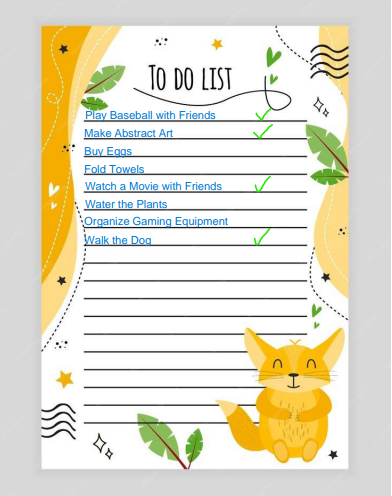 To do list
Play Baseball with Friends
Make Abstract Art
Buy Eggs
Fold Towels
Watch a Movie with Friends
Water the Plants
Organize Gaming Equipment
Walk the Dog